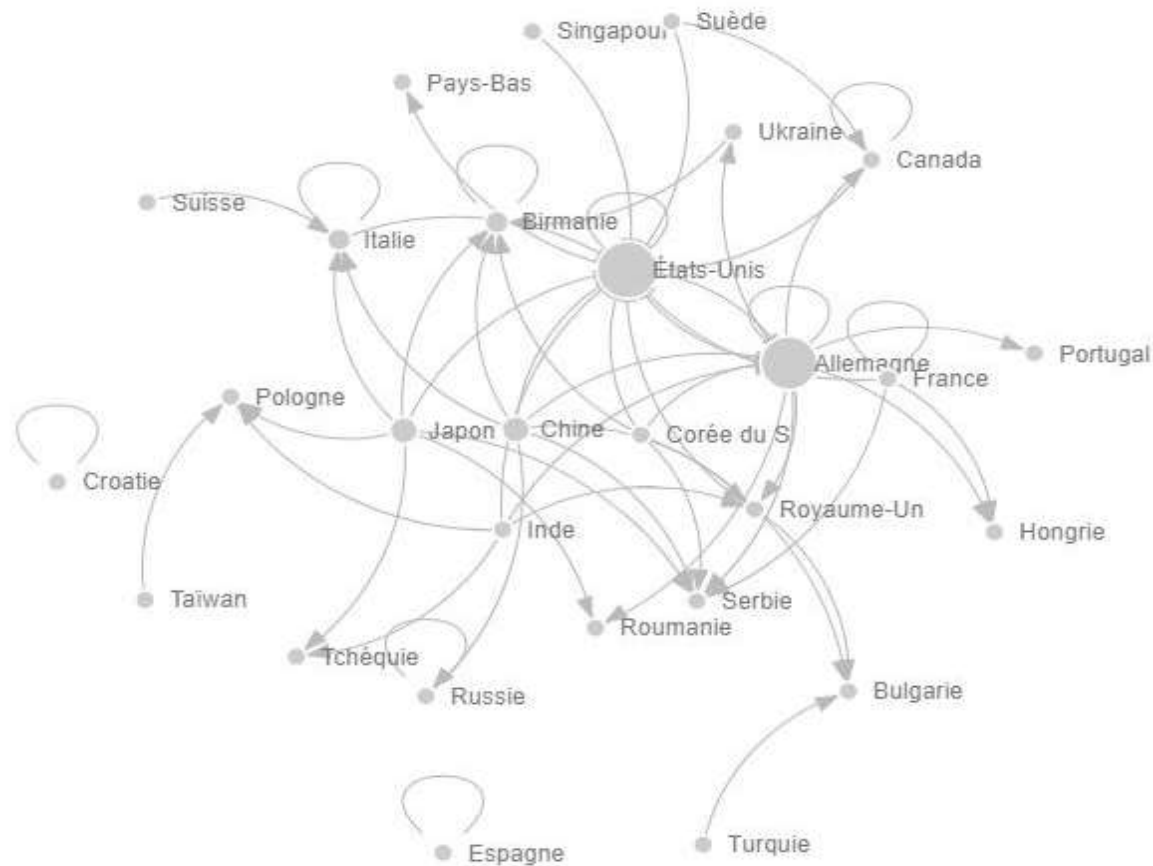 Singapour
Suède
Pays-Bas
Ukraine
Canada
Suisse
Birmanie
Italie
États-Unis
Portugal
Allemagne
France
Pologne
Japon
Chine
Corée du S
Croatie
Royaume-Un
Inde
Hongrie
Taïwan
Serbie
Roumanie
Tchéquie
Russie
Bulgarie
Turquie
Espagne